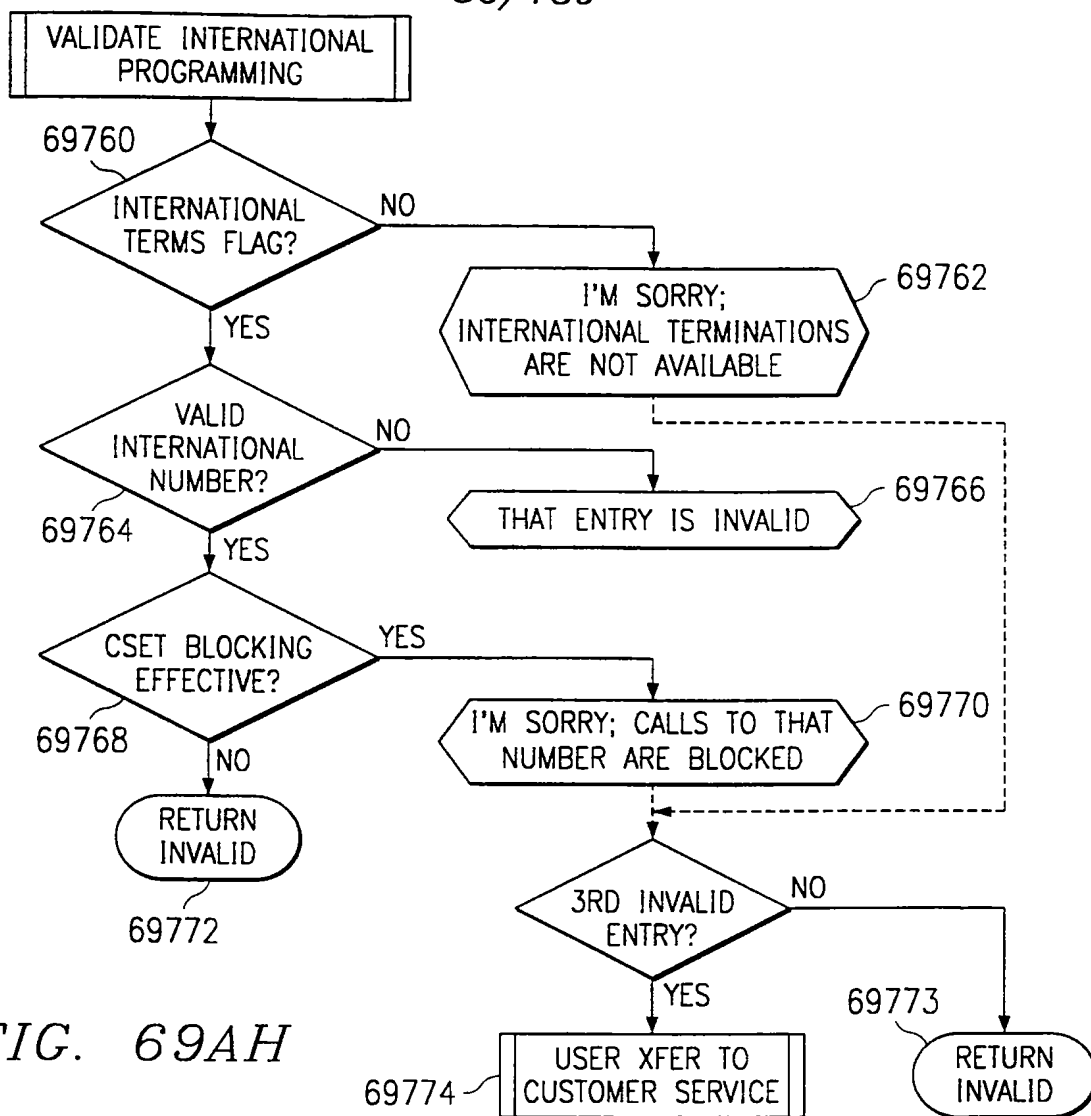 VALIDATE INTERNATIONAL
PROGRAMMING
69760
INTERNATIONAL
TERMS FLAG?
NO
YES
I'M SORRY;
INTERNATIONAL TERMINATIONS
ARE NOT AVAILABLE
69762
VALID
INTERNATIONAL
NUMBER?
NO
69764
YES
THAT ENTRY IS INVALID
69766
CSET BLOCKING
EFFECTIVE?
YES
69768
NO
I'M SORRY; CALLS TO THAT
NUMBER ARE BLOCKED
69770
RETURN
INVALID
69772
3RD INVALID
ENTRY?
NO
YES
69773
RETURN
INVALID
USER XFER TO
CUSTOMER SERVICE
69774
FIG. 69AH